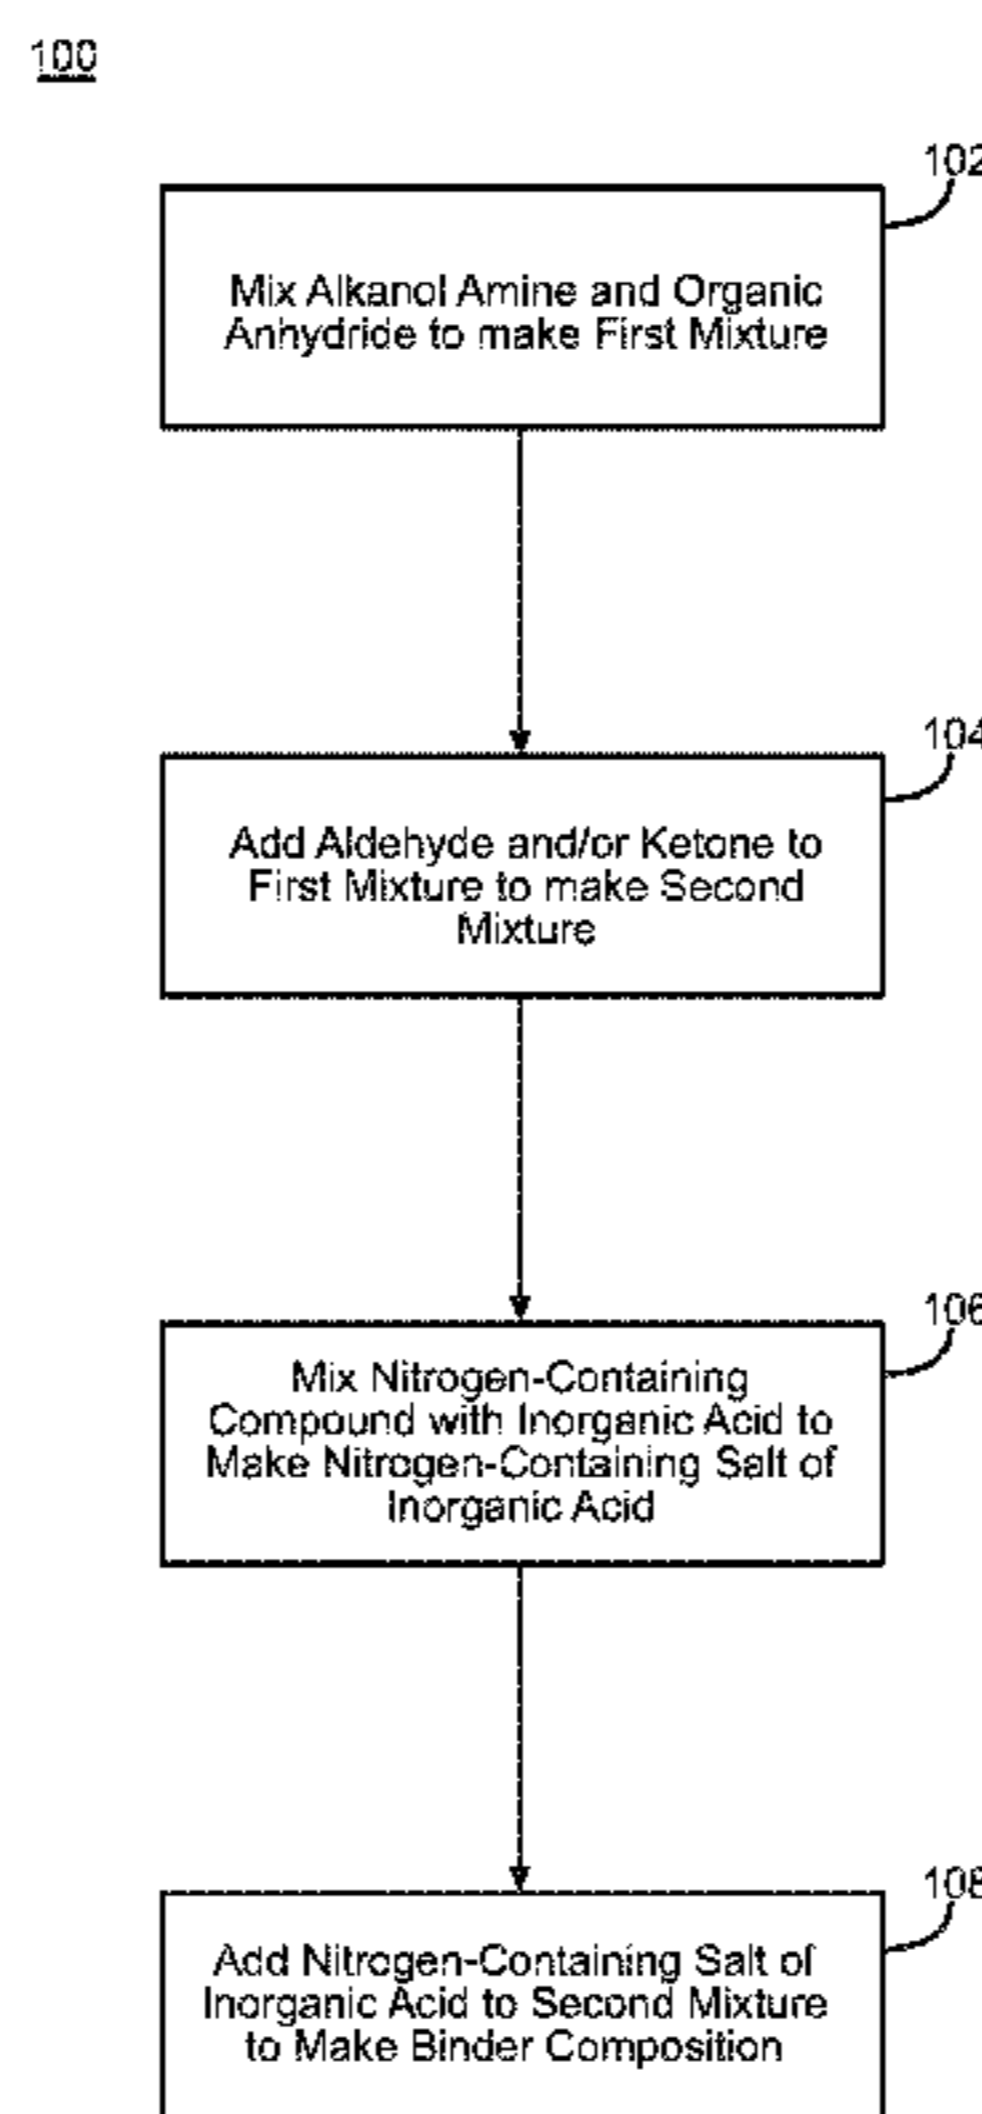 100
102
Mix Alkanol Amine and Organic
Anhydride to make First Mixture
104
Add Aldehyde and/or Ketone to
First Mixture to make Second
Mixture
106
Mix Nitrogen-Containing
Compound with Inorganic Acid to
Make Nitrogen-Containing Salt of
Inorganic Acid
108
Add Nitrogen-Containing Salt of
Inorganic Acid to Second Mixture
to Make Binder Composition